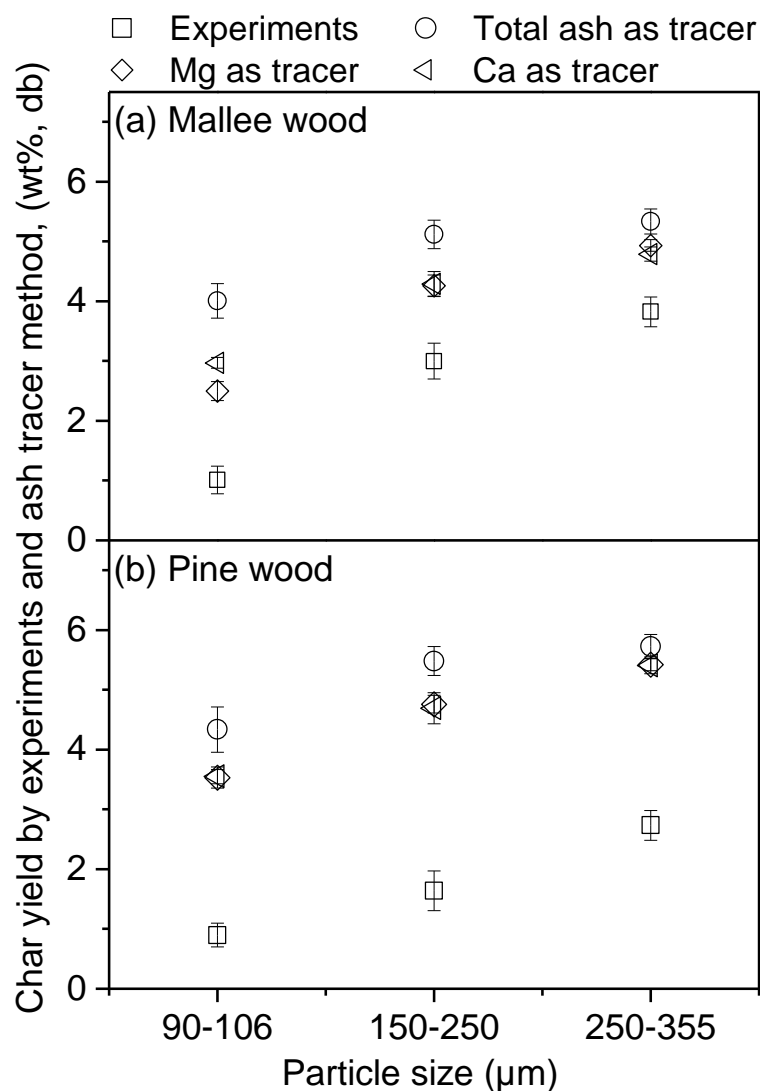 Experiments Total ash as tracer
Mg as tracer Ca as tracer
Char yield by experiments and ash tracer method, (wt%, db)
(a) Mallee wood
6
4
2
0
(b) Pine wood
6
4
2
0
90-106 150-250 250-355
Particle size (µm)